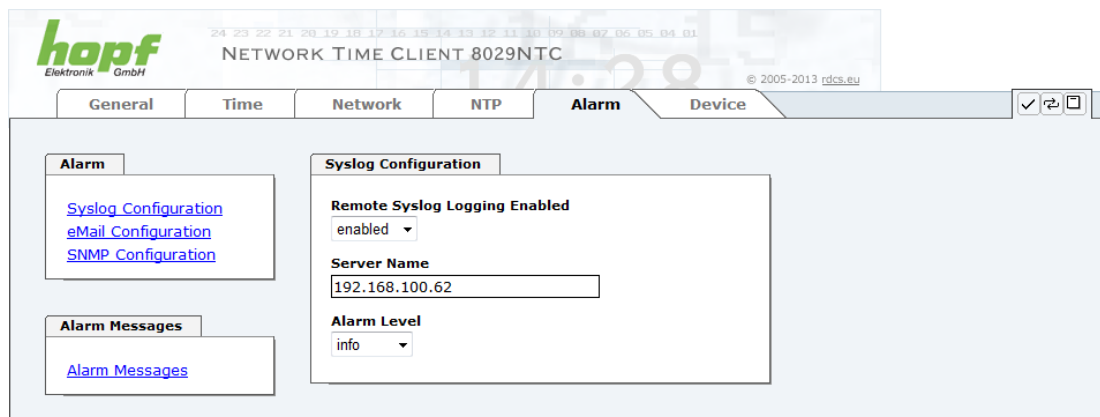 hopf
Elektronik GmbH
24 23 22 21 20 19 18 17 16 15 14 13 12 11 10 09 08 07 06 05 04 01
NETWORK TIME CLIENT 8029NTC
14:28
© 2005-2013 rdcs.eu
General Time Network NTP Alarm Device
Alarm
Syslog Configuration
eMail Configuration
SNMP Configuration
Alarm Messages
Alarm Messages
Syslog Configuration
Remote Syslog Logging Enabled
enabled
Server Name
192.168.100.62
Alarm Level
info